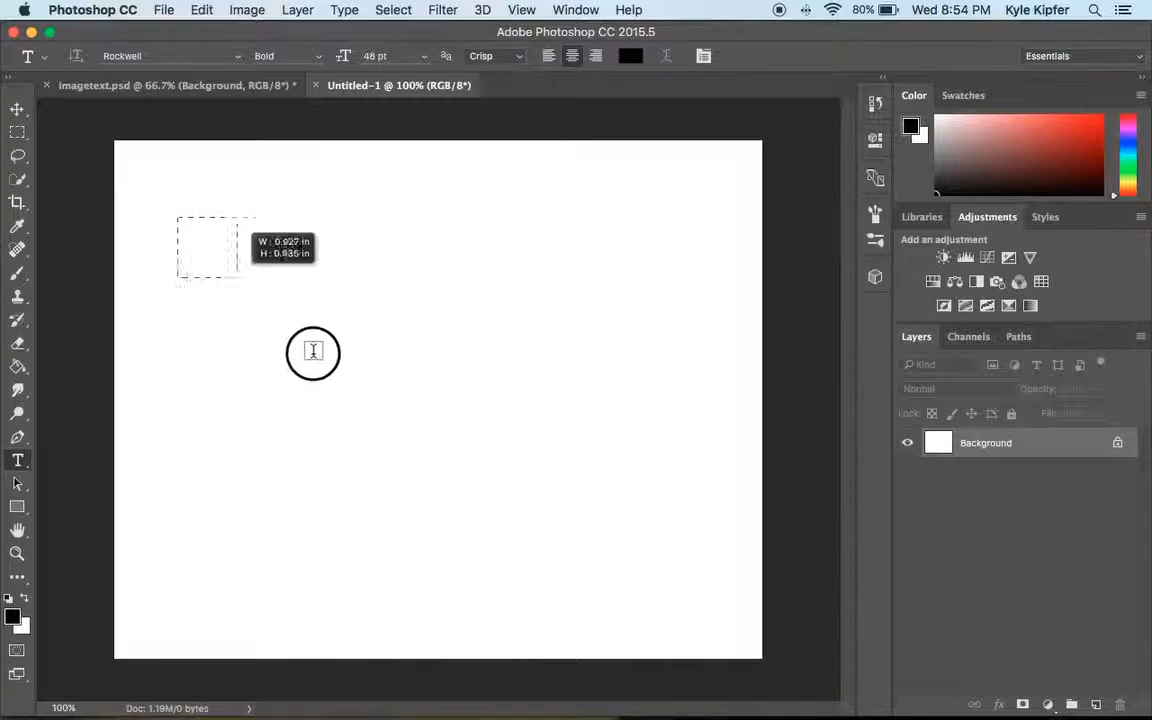 Photoshop CC File Edit Image Layer Type Select Filter 3D View Window Help 80% Wed 8:54 PM Kyle Kipfer
Adobe Photoshop CC 2015.5
Rockwell Bold 48 pt Crisp Essentials
imagetext.psd @ 66.7% (Background, RGB/8*) * Untitled-1 @ 100% (RGB/8*)
Color Swatches
Libraries Adjustments Styles
W: 0.927 in
H: 0.935 in
Add an adjustment
Layers Channels Paths
Kind
Normal Opacity:
Lock: Fill:
Background
100% Doc: 1.19M/0 bytes